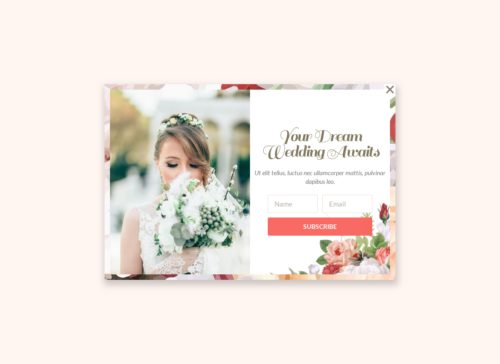 Your Dream
Wedding Awaits
Ut elit tellus, luctus nec ullamcorper mattis, pulvinar
dapibus leo.
Name
Email
SUBSCRIBE